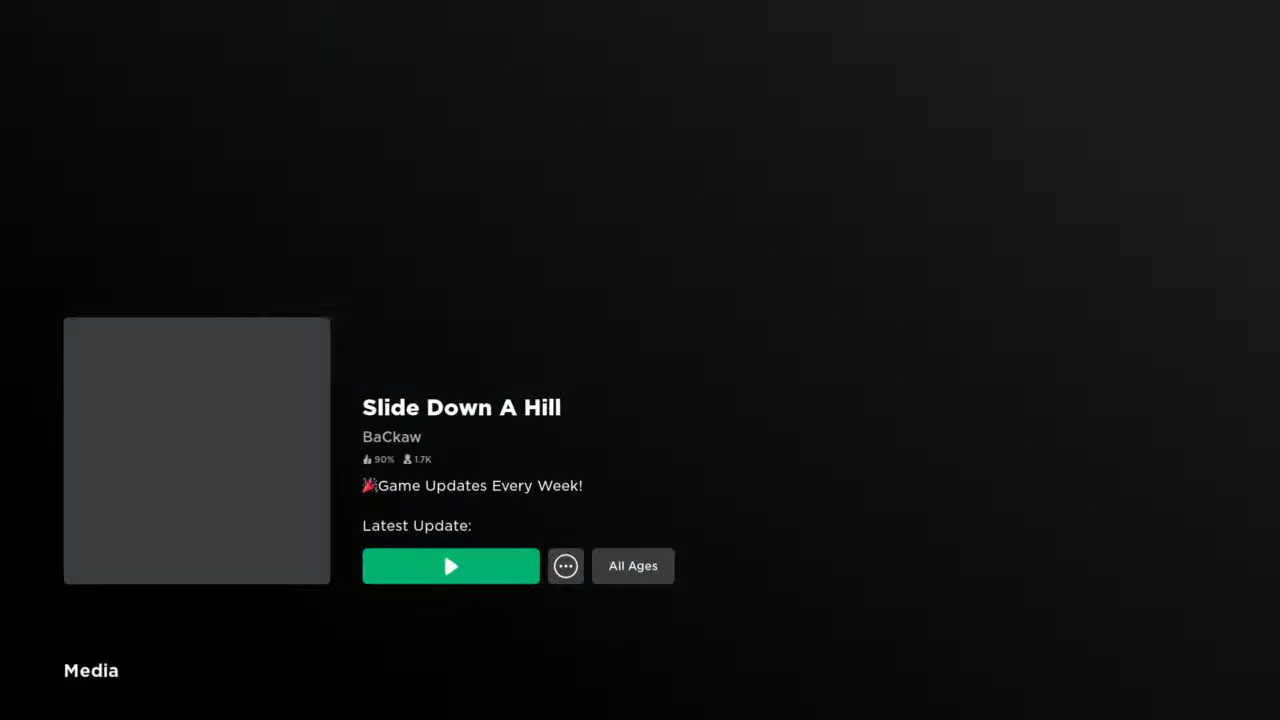 Slide Down A Hill
BaCkaw
90% 1.7K
🎉Game Updates Every Week!
Latest Update:
All Ages
Media